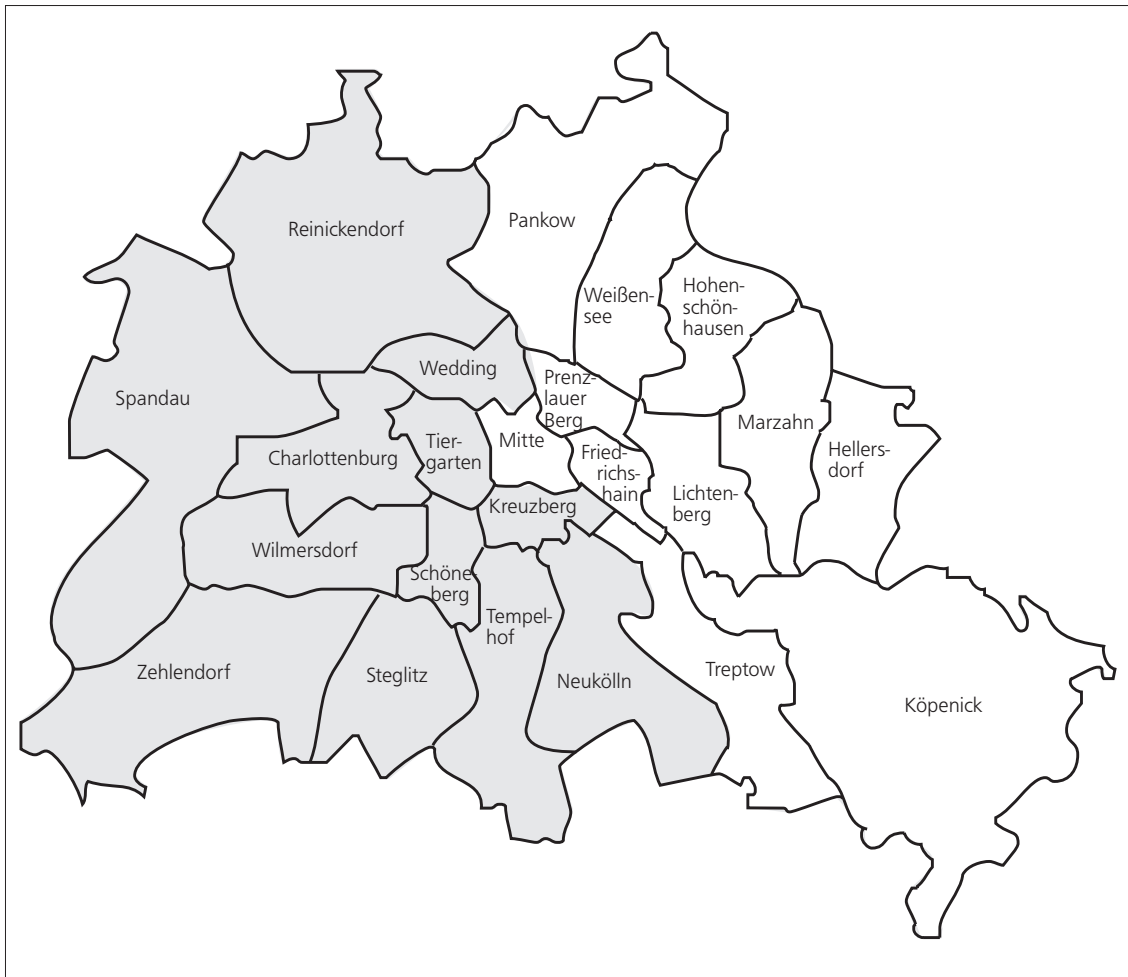 Reinickendorf
Pankow
Weißen-
see
Hohen-
schön-
hausen
Wedding
Prenz-
lauer
Berg
Spandau
Charlottenburg
Tier-
garten
Mitte
Fried-
richs-
hain
Marzahn
Hellers-
dorf
Lichten-
berg
Kreuzberg
Wilmersdorf
Schöne-
berg
Tempel-
hof
Zehlendorf
Steglitz
Neukölln
Treptow
Köpenick